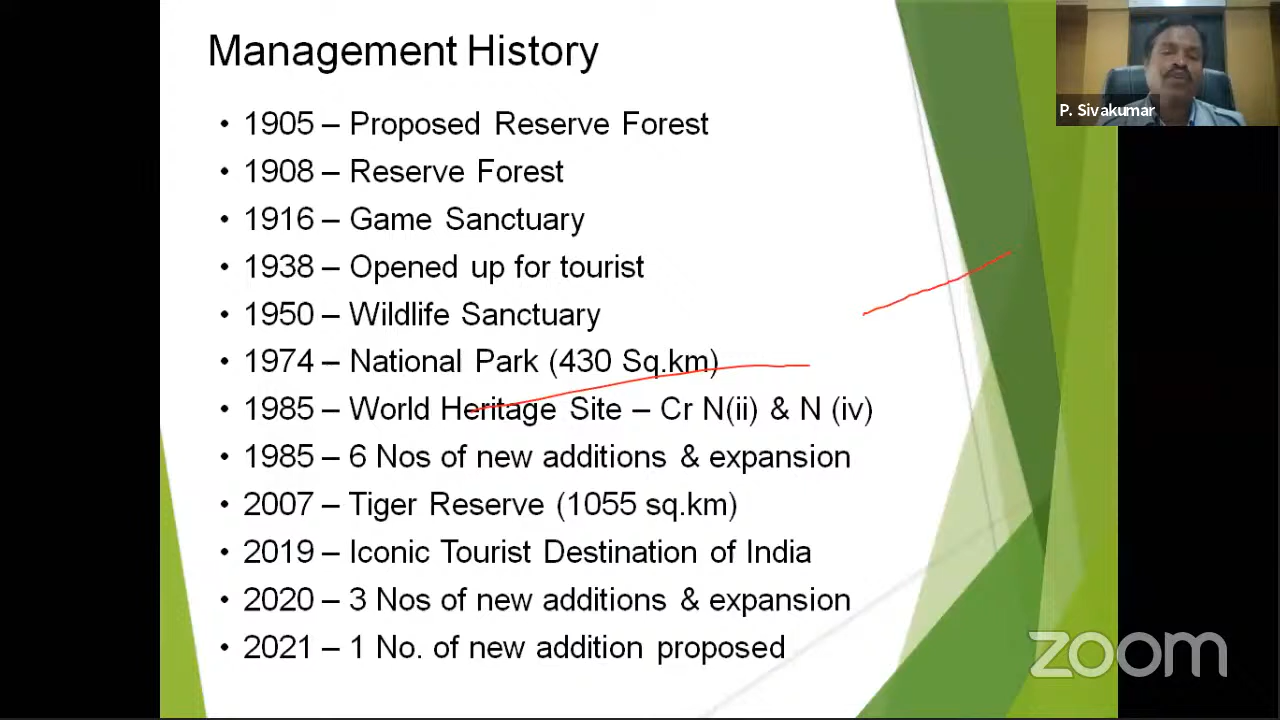 Management History
P. Sivakumar
• 1905 – Proposed Reserve Forest
• 1908 – Reserve Forest
• 1916 – Game Sanctuary
• 1938 – Opened up for tourist
• 1950 – Wildlife Sanctuary
• 1974 – National Park (430 Sq.km)
• 1985 – World Heritage Site – Cr N(ii) & N (iv)
• 1985 – 6 Nos of new additions & expansion
• 2007 – Tiger Reserve (1055 sq.km)
• 2019 – Iconic Tourist Destination of India
• 2020 – 3 Nos of new additions & expansion
• 2021 – 1 No. of new addition proposed
zoom